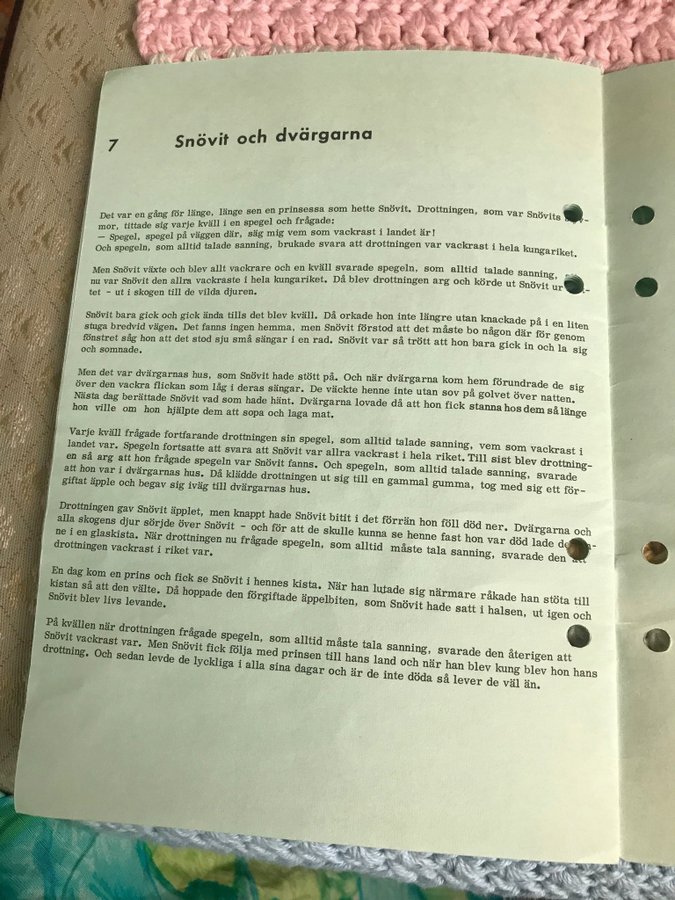 7 Snövit och dvärgarna
Det var en gång för länge, länge sen en prinsessa som hette Snövit. Drottningen, som var Snövits
mor, tittade sig varje kväll i en spegel och frågade:
— Spegel, spegel på väggen där, säg mig vem som vackrast i landet är!
Och spegeln, som alltid talade sanning, brukade svara att drottningen var vackrast i hela kungariket.
Men Snövit växte och blev allt vackrare och en kväll svarade spegeln, som alltid talade sanning,
nu var Snövit den allra vackraste i hela kungariket. Då blev drottningen arg och körde ut Snövit ur
tet - ut i skogen till de vilda djuren.
Snövit bara gick och gick ända tills det blev kväll. Då orkade hon inte längre utan knackade på i en liten
stuga bredvid vägen. Det fanns ingen hemma, men Snövit förstod att det måste bo någon där för genom
fönstret såg hon att det stod sju små sängar i en rad. Snövit var så trött att hon bara gick in och la sig
och somnade.
Men det var dvärgarnas hus, som Snövit hade stött på. Och när dvärgarna kom hem förundrade de sig
över den vackra flickan som låg i deras sängar. De väckte henne inte utan sov på golvet över natten.
Nästa dag berättade Snövit vad som hade hänt. Dvärgarna lovade då att hon fick stanna hos dem så länge
hon ville om hon hjälpte dem att sopa och laga mat.
Varje kväll frågade fortfarande drottningen sin spegel, som alltid talade sanning, vem som vackrast i
landet var. Spegeln fortsatte att svara att Snövit var allra vackrast i hela riket. Till sist blev drottning-
en så arg att hon frågade spegeln var Snövit fanns. Och spegeln, som alltid talade sanning, svarade
att hon var i dvärgarnas hus. Då klädde drottningen ut sig till en gammal gumma, tog med sig ett för-
giftat äpple och begav sig iväg till dvärgarnas hus.
Drottningen gav Snövit äpplet, men knappt hade Snövit bitit i det förrän hon föll död ner. Dvärgarna och
alla skogens djur sörjde över Snövit - och för att de skulle kunna se henne fast hon var död lade de
ne i en glaskista. När drottningen nu frågade spegeln, som alltid måste tala sanning, svarade den att
drottningen vackrast i riket var.
En dag kom en prins och fick se Snövit i hennes kista. När han lutade sig närmare råkade han stöta till
kistan så att den välte. Då hoppade den förgiftade äppelbiten, som Snövit hade satt i halsen, ut igen och
Snövit blev livs levande.
På kvällen när drottningen frågade spegeln, som alltid måste tala sanning, svarade den återigen att
Snövit vackrast var. Men Snövit fick följa med prinsen till hans land och när han blev kung blev hon hans
drottning. Och sedan levde de lyckliga i alla sina dagar och är de inte döda så lever de väl än.